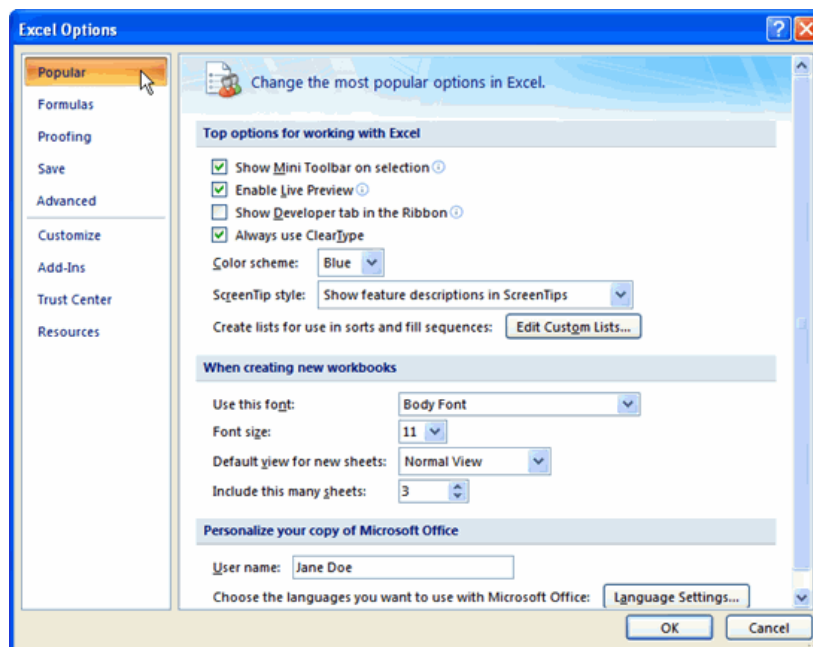 Excel Options
Popular
Formulas
Proofing
Save
Advanced
Customize
Add-Ins
Trust Center
Resources
Change the most popular options in Excel.
Top options for working with Excel
Show Mini Toolbar on selection
Enable Live Preview
Show Developer tab in the Ribbon
Always use ClearType
Color scheme: Blue
ScreenTip style: Show feature descriptions in ScreenTips
Create lists for use in sorts and fill sequences: Edit Custom Lists...
When creating new workbooks
Use this font: Body Font
Font size: 11
Default view for new sheets: Normal View
Include this many sheets: 3
Personalize your copy of Microsoft Office
User name: Jane Doe
Choose the languages you want to use with Microsoft Office: Language Settings...
OK Cancel